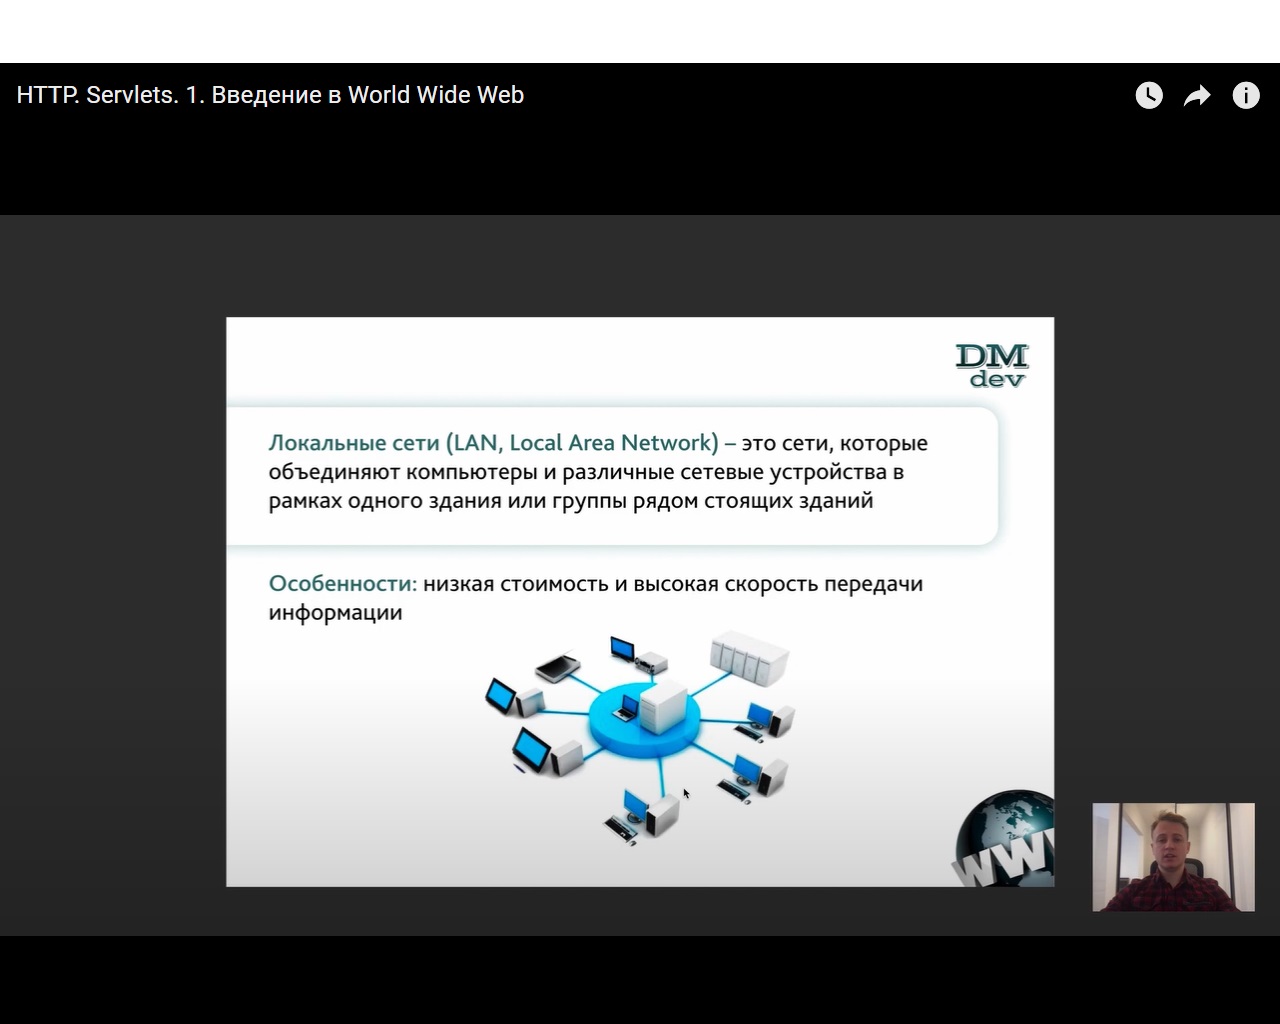 HTTP. Servlets. 1. Введение в World Wide Web
DM
dev
Локальные сети (LAN, Local Area Network) – это сети, которые
объединяют компьютеры и различные сетевые устройства в
рамках одного здания или группы рядом стоящих зданий
Особенности: низкая стоимость и высокая скорость передачи
информации
WWW